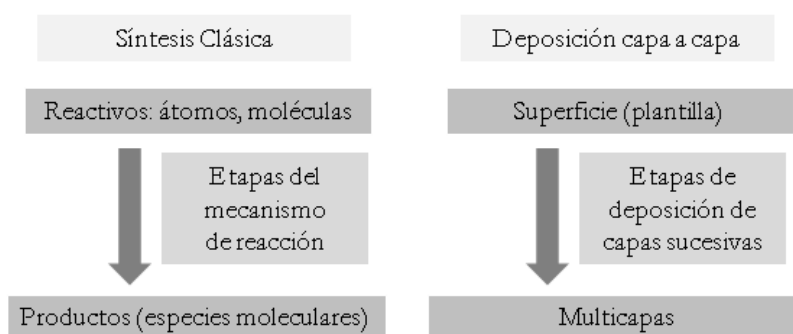 Síntesis Clásica
Reactivos: átomos, moléculas
Etapas del
mecanismo
de reacción
Productos (especies moleculares)
Deposición capa a capa
Superficie (plantilla)
Etapas de
deposición de
capas sucesivas
Multicapas